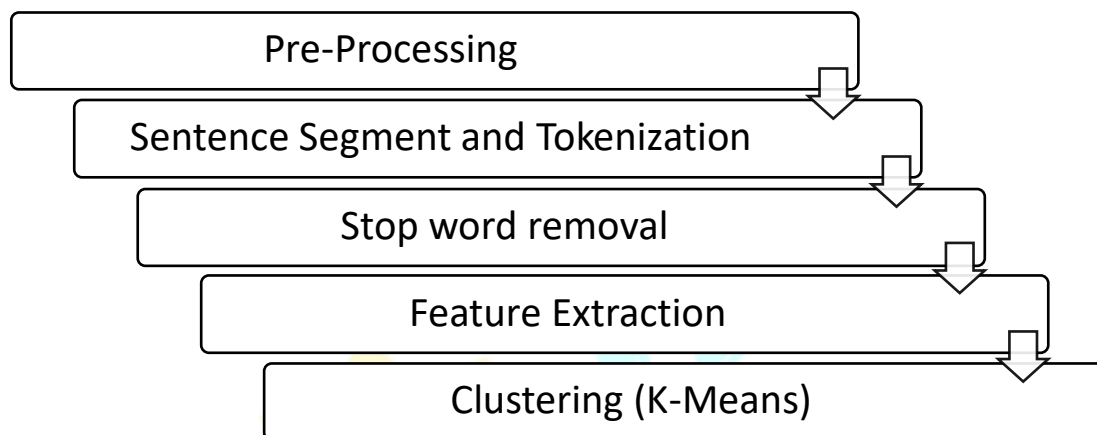 Pre-Processing
Sentence Segment and Tokenization
Stop word removal
Feature Extraction
Clustering (K-Means)